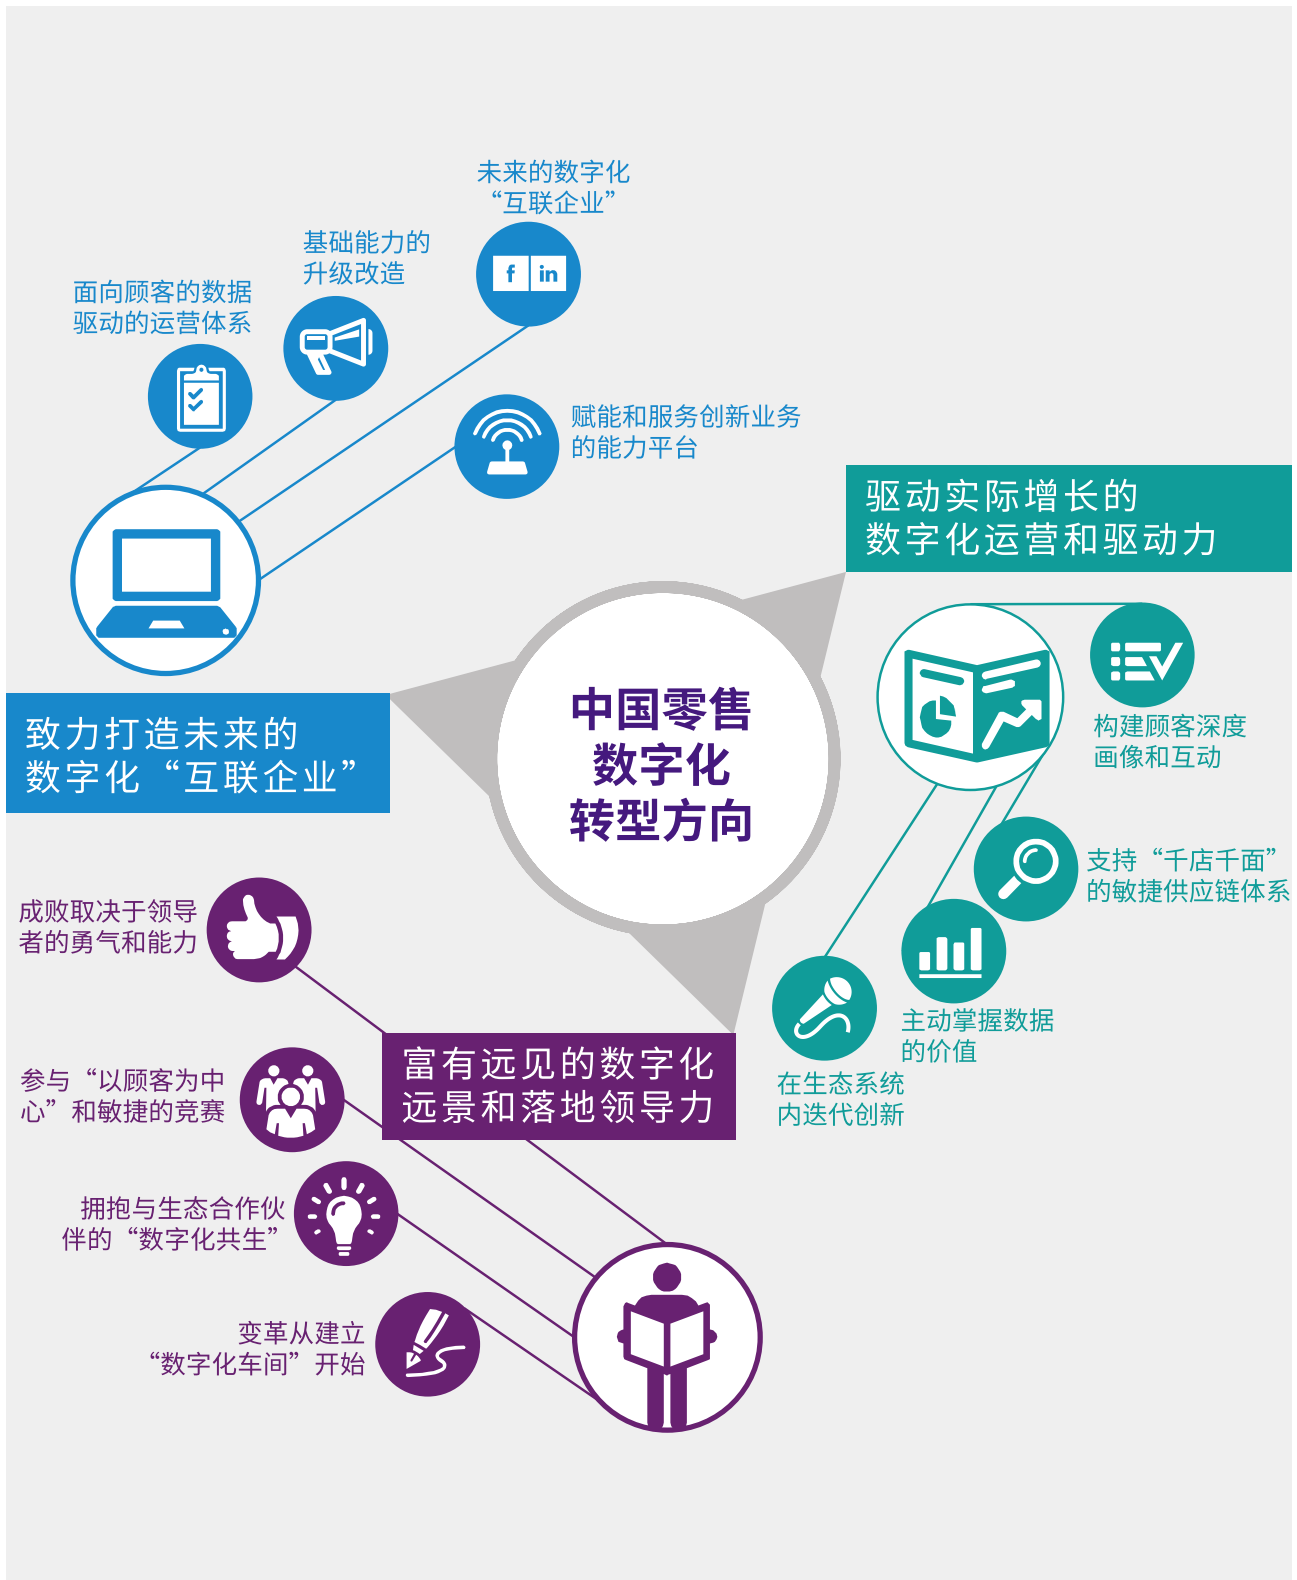 未来的数字化
“互联企业”
基础能力的
升级改造
面向顾客的数据
驱动的运营体系
f in
赋能和服务创新业务
的能力平台
致力打造未来的
数字化“互联企业”
驱动实际增长的
数字化运营和驱动力
构建顾客深度
画像和互动
支持“千店千面”
的敏捷供应链体系
主动掌握数据
的价值
在生态系统
内迭代创新
中国零售
数字化
转型方向
成败取决于领导
者的勇气和能力
富有远见的数字化
远景和落地领导力
参与“以顾客为中
心”和敏捷的竞赛
拥抱与生态合作伙
伴的“数字化共生”
变革从建立
“数字化车间”开始